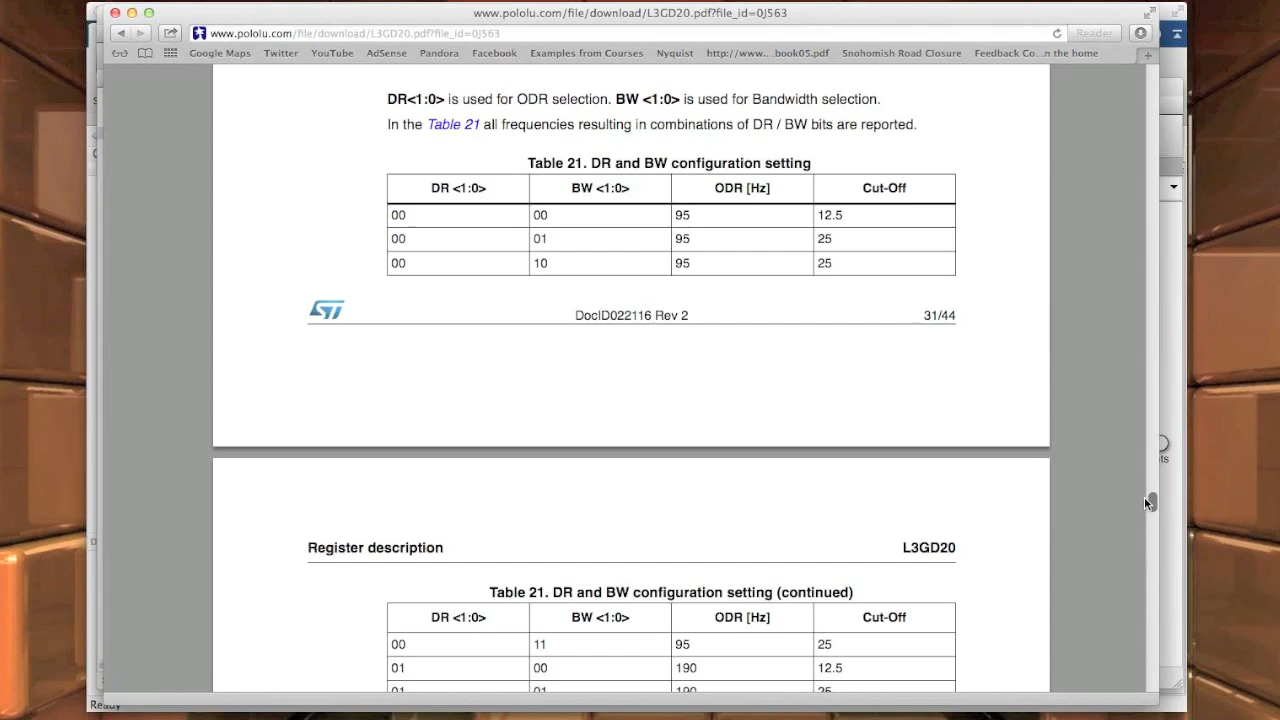 www.pololu.com/file/download/L3GD20.pdf?file_id=0J563
www.pololu.com/file/download/L3GD20.pdf?file_id=0J563
Reader
Google Maps Twitter YouTube AdSense Pandora Facebook Examples from Courses Nyquist http://www...book05.pdf Snohomish Road Closure Feedback Co...n the home
DR<1:0> is used for ODR selection. BW <1:0> is used for Bandwidth selection.
In the Table 21 all frequencies resulting in combinations of DR / BW bits are reported.
Table 21. DR and BW configuration setting
DR <1:0> BW <1:0> ODR [Hz] Cut-Off
00 00 95 12.5
00 01 95 25
00 10 95 25
ST
DocID022116 Rev 2 31/44
Register description L3GD20
Table 21. DR and BW configuration setting (continued)
DR <1:0> BW <1:0> ODR [Hz] Cut-Off
00 11 95 25
01 00 190 12.5
01 01 190 25